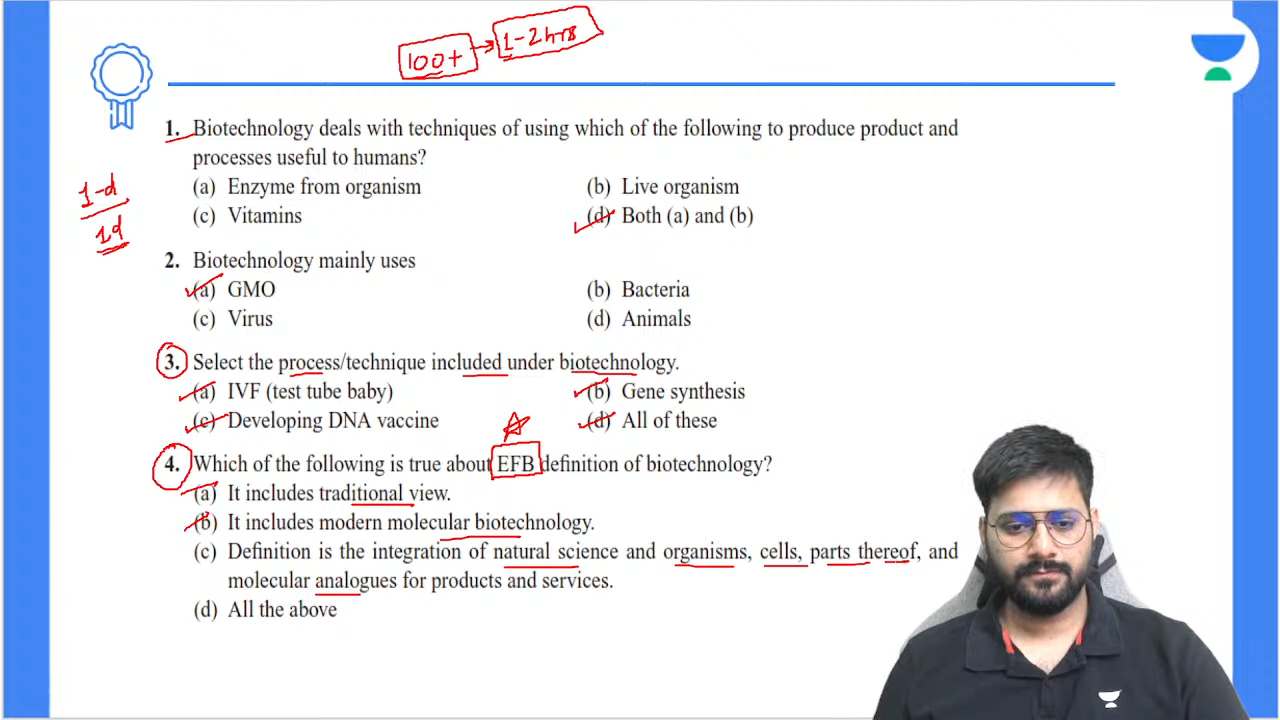 100+ → 1-2 hrs
1. Biotechnology deals with techniques of using which of the following to produce product and
processes useful to humans?
(a) Enzyme from organism (b) Live organism
1-d
(c) Vitamins (d) Both (a) and (b)
1d
2. Biotechnology mainly uses
(a) GMO (b) Bacteria
(c) Virus (d) Animals
3. Select the process/technique included under biotechnology.
(a) IVF (test tube baby) (b) Gene synthesis
(c) Developing DNA vaccine (d) All of these
4. Which of the following is true about EFB definition of biotechnology?
(a) It includes traditional view.
(b) It includes modern molecular biotechnology.
(c) Definition is the integration of natural science and organisms, cells, parts thereof, and
molecular analogues for products and services.
(d) All the above